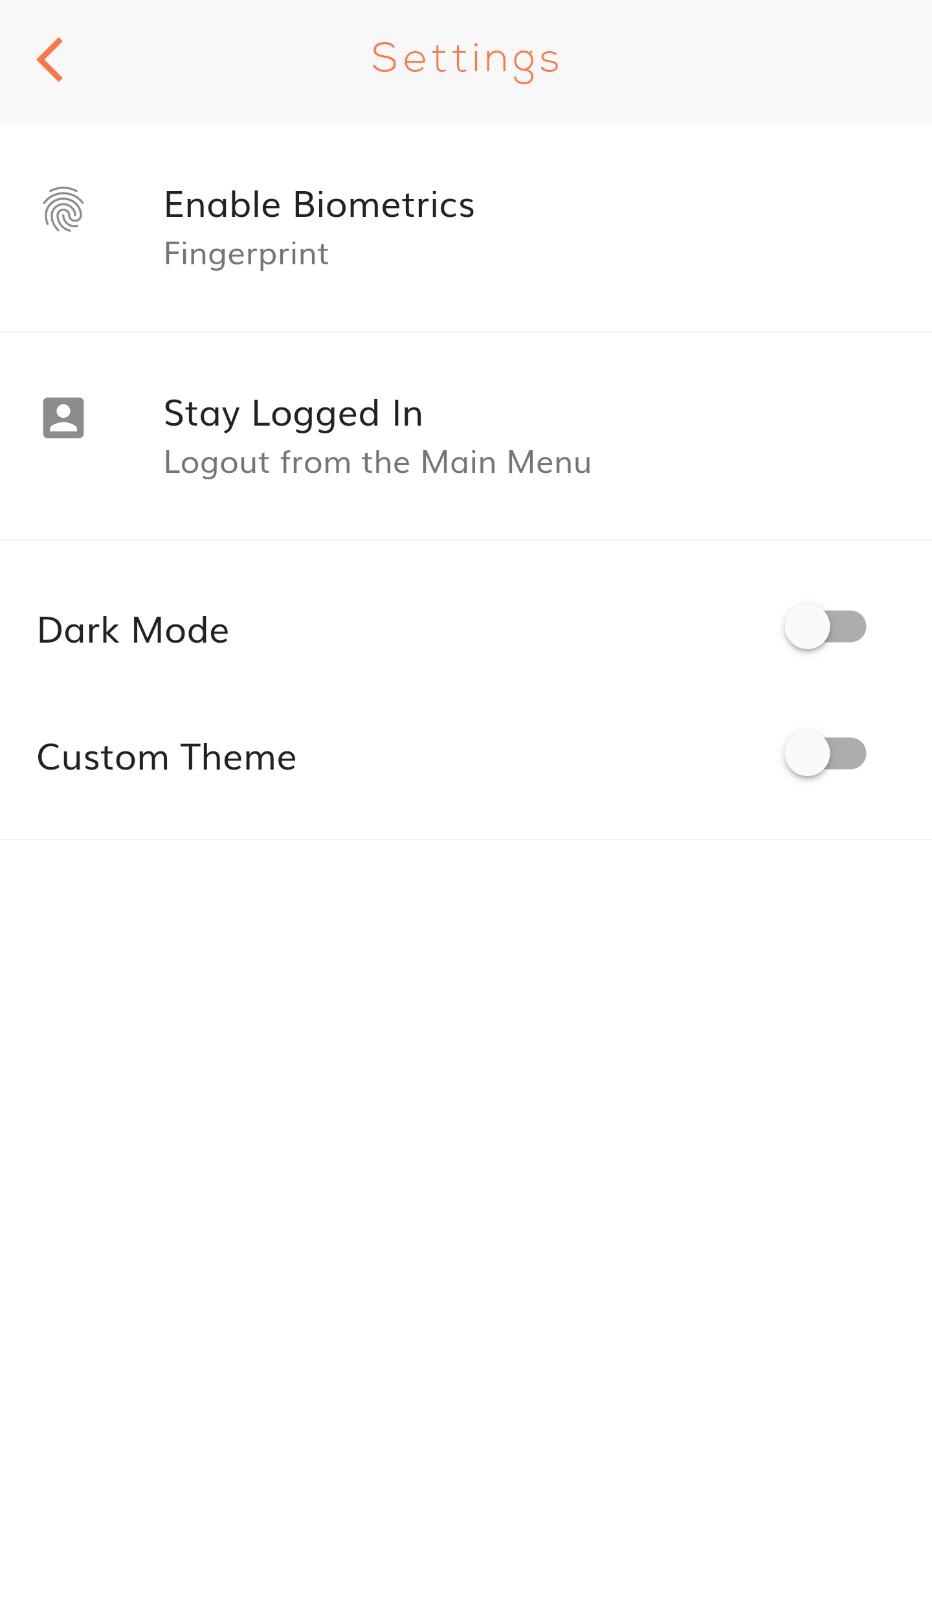 Settings
Enable Biometrics
Fingerprint
Stay Logged In
Logout from the Main Menu
Dark Mode
Custom Theme